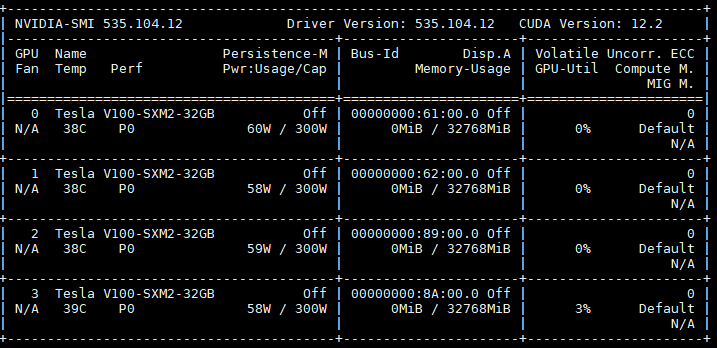 NVIDIA-SMI 535.104.12 Driver Version: 535.104.12 CUDA Version: 12.2
GPU Name Persistence-M | Bus-Id Disp.A | Volatile Uncorr. ECC
Fan Temp Perf Pwr:Usage/Cap | Memory-Usage | GPU-Util Compute M.
MIG M.
0 Tesla V100-SXM2-32GB Off | 00000000:61:00.0 Off | 0
N/A 38C P0 60W / 300W | 0MiB / 32768MiB | 0% Default
N/A
1 Tesla V100-SXM2-32GB Off | 00000000:62:00.0 Off | 0
N/A 38C P0 58W / 300W | 0MiB / 32768MiB | 0% Default
N/A
2 Tesla V100-SXM2-32GB Off | 00000000:89:00.0 Off | 0
N/A 38C P0 59W / 300W | 0MiB / 32768MiB | 0% Default
N/A
3 Tesla V100-SXM2-32GB Off | 00000000:8A:00.0 Off | 0
N/A 39C P0 58W / 300W | 0MiB / 32768MiB | 3% Default
N/A